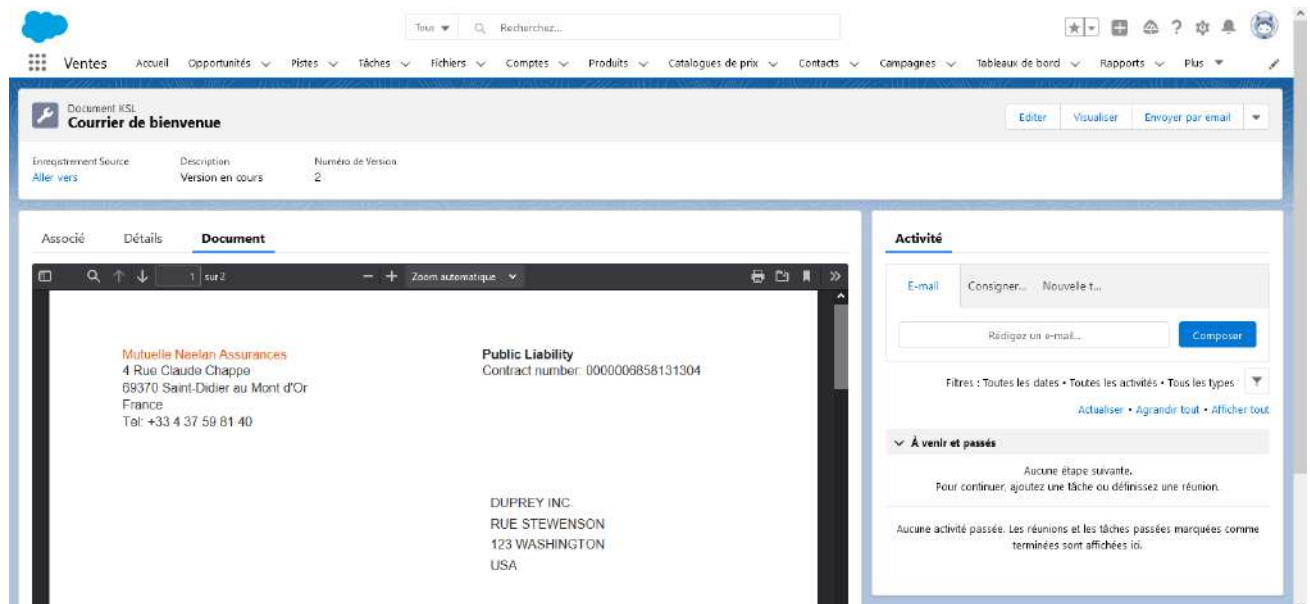 Tous
Recherchez...
Ventes Accueil Opportunités Pistes Tâches Fichiers Comptes Produits Catalogues de prix Contacts Campagnes Tableaux de bord Rapports Plus
Document KSL
Courrier de bienvenue
Editer Visualiser Envoyer par email
Enregistrement Source Description Numéro de Version
Aller vers Version en cours 2
Associé Détails Document
1 sur 2 Zoom automatique
Mutuelle Naelan Assurances
4 Rue Claude Chappe
69370 Saint-Didier au Mont d'Or
France
Tel: +33 4 37 59 81 40
Public Liability
Contract number: 0000006858131304
DUPREY INC.
RUE STEWENSON
123 WASHINGTON
USA
Activité
E-mail Consigner... Nouvelle t...
Rédigez un e-mail... Composer
Filtres : Toutes les dates • Toutes les activités • Tous les types
Actualiser • Agrandir tout • Afficher tout
À venir et passés
Aucune étape suivante.
Pour continuer, ajoutez une tâche ou définissez une réunion.
Aucune activité passée. Les réunions et les tâches passées marquées comme
terminées sont affichées ici.